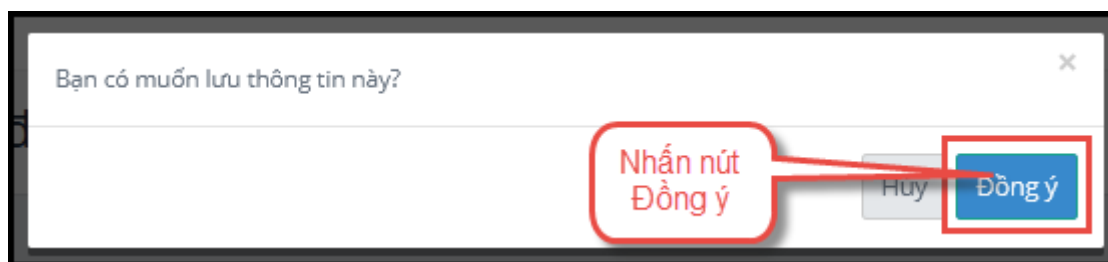 Bạn có muốn lưu thông tin này?
×
Nhấn nút
Đồng ý
Hủy
Đồng ý